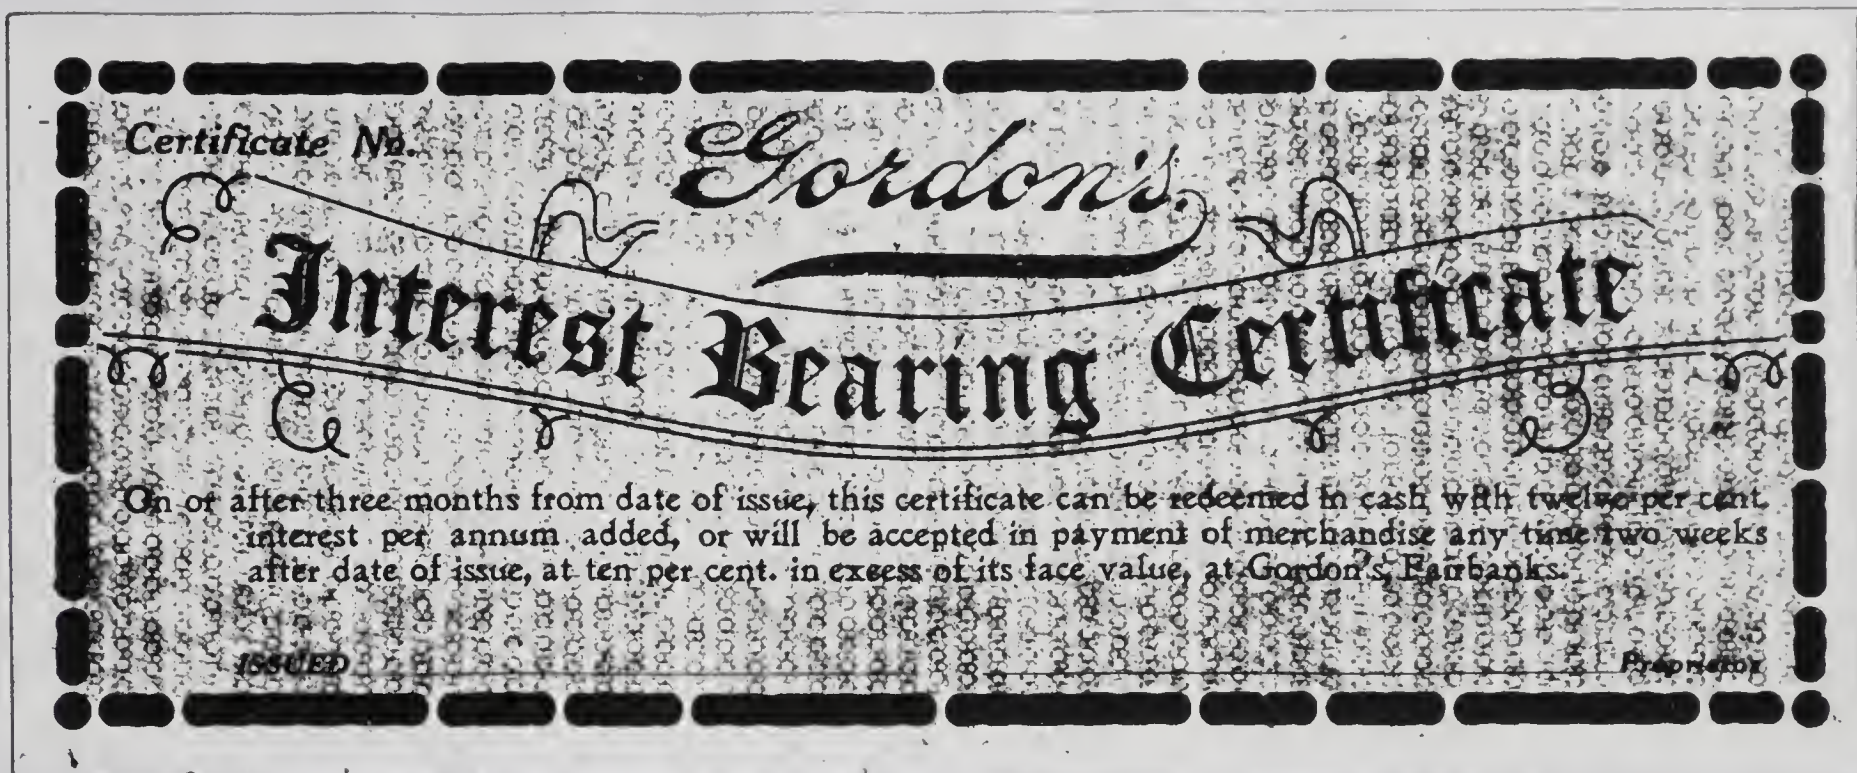 Certificate No.
Gordon's
Interest Bearing Certificate
On or after three months from date of issue, this certificate can be redeemed in cash with twelve per cent.
interest per annum added, or will be accepted in payment of merchandise any time two weeks
after date of issue, at ten per cent. in excess of its face value, at Gordon's, Fairbanks.
ISSUED
Proprietor